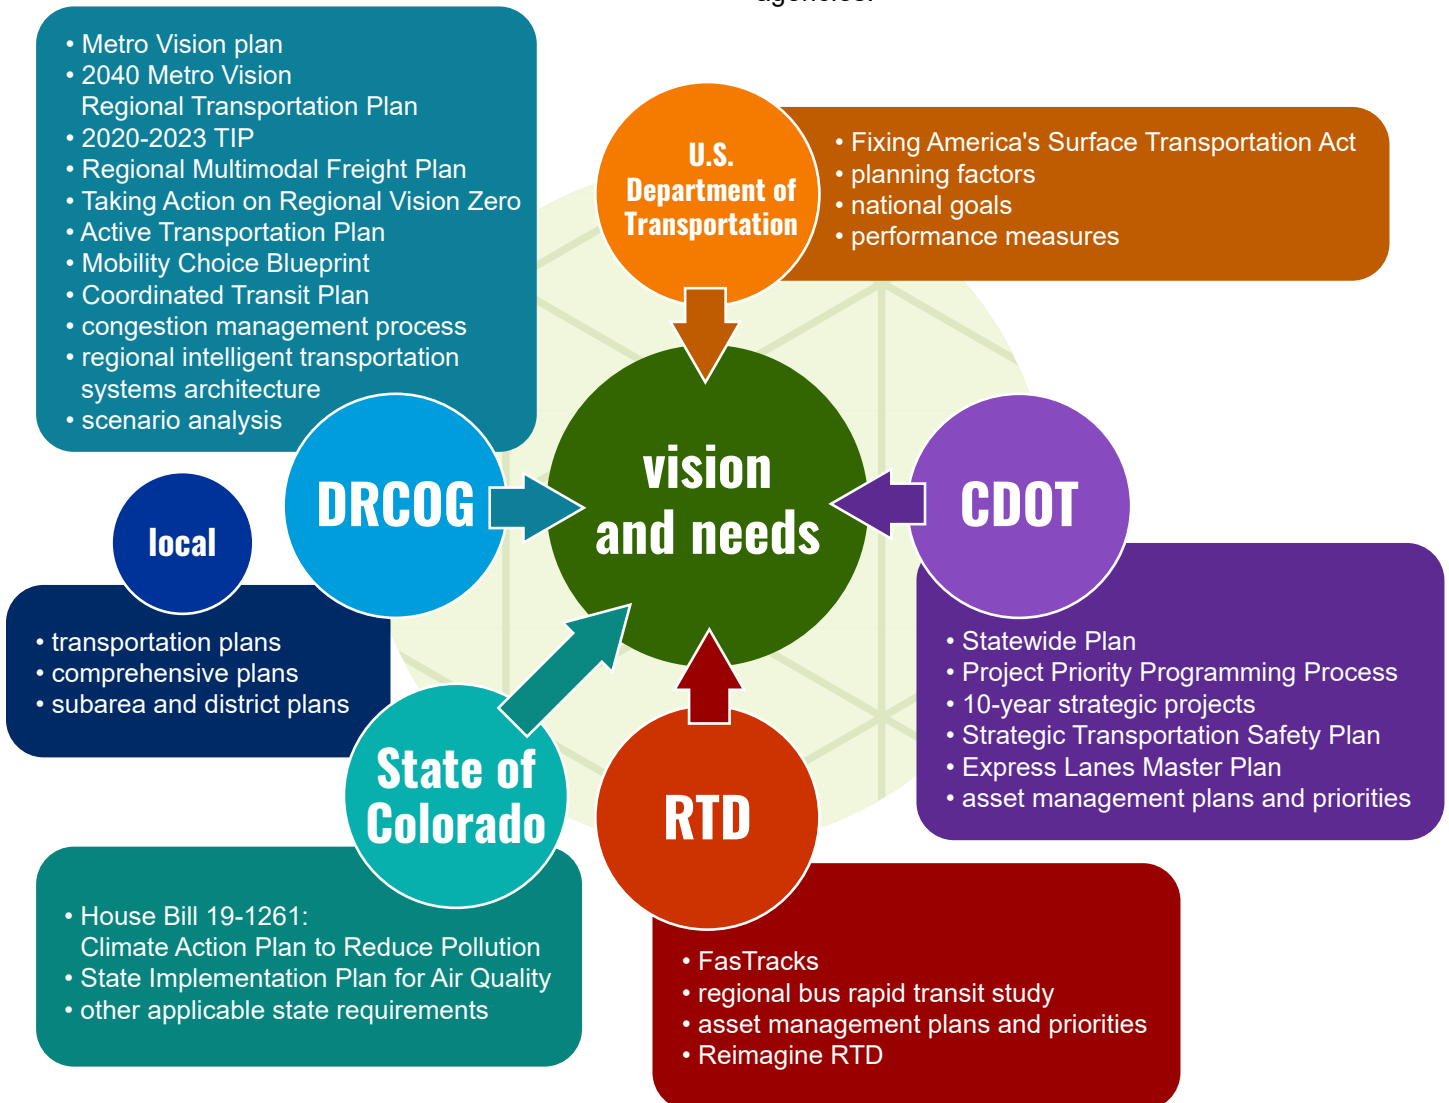 agencies.
• Metro Vision plan
• 2040 Metro Vision
Regional Transportation Plan
• 2020-2023 TIP
• Regional Multimodal Freight Plan
• Taking Action on Regional Vision Zero
• Active Transportation Plan
• Mobility Choice Blueprint
• Coordinated Transit Plan
• congestion management process
• regional intelligent transportation
systems architecture
• scenario analysis
U.S.
Department of
Transportation
• Fixing America's Surface Transportation Act
• planning factors
• national goals
• performance measures
DRCOG
vision
and needs
CDOT
local
• transportation plans
• comprehensive plans
• subarea and district plans
• Statewide Plan
• Project Priority Programming Process
• 10-year strategic projects
• Strategic Transportation Safety Plan
• Express Lanes Master Plan
• asset management plans and priorities
State of
Colorado
RTD
• House Bill 19-1261:
Climate Action Plan to Reduce Pollution
• State Implementation Plan for Air Quality
• other applicable state requirements
• FasTracks
• regional bus rapid transit study
• asset management plans and priorities
• Reimagine RTD